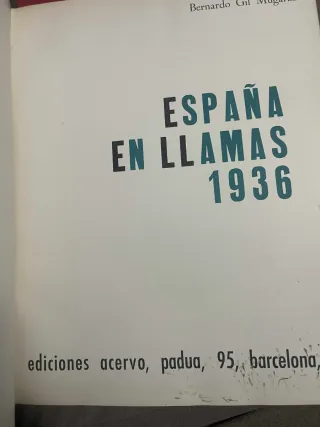 Bernardo Gil
ESPAÑA
EN LLAMAS
1936
ediciones acervo, padua, 95, barcelona,